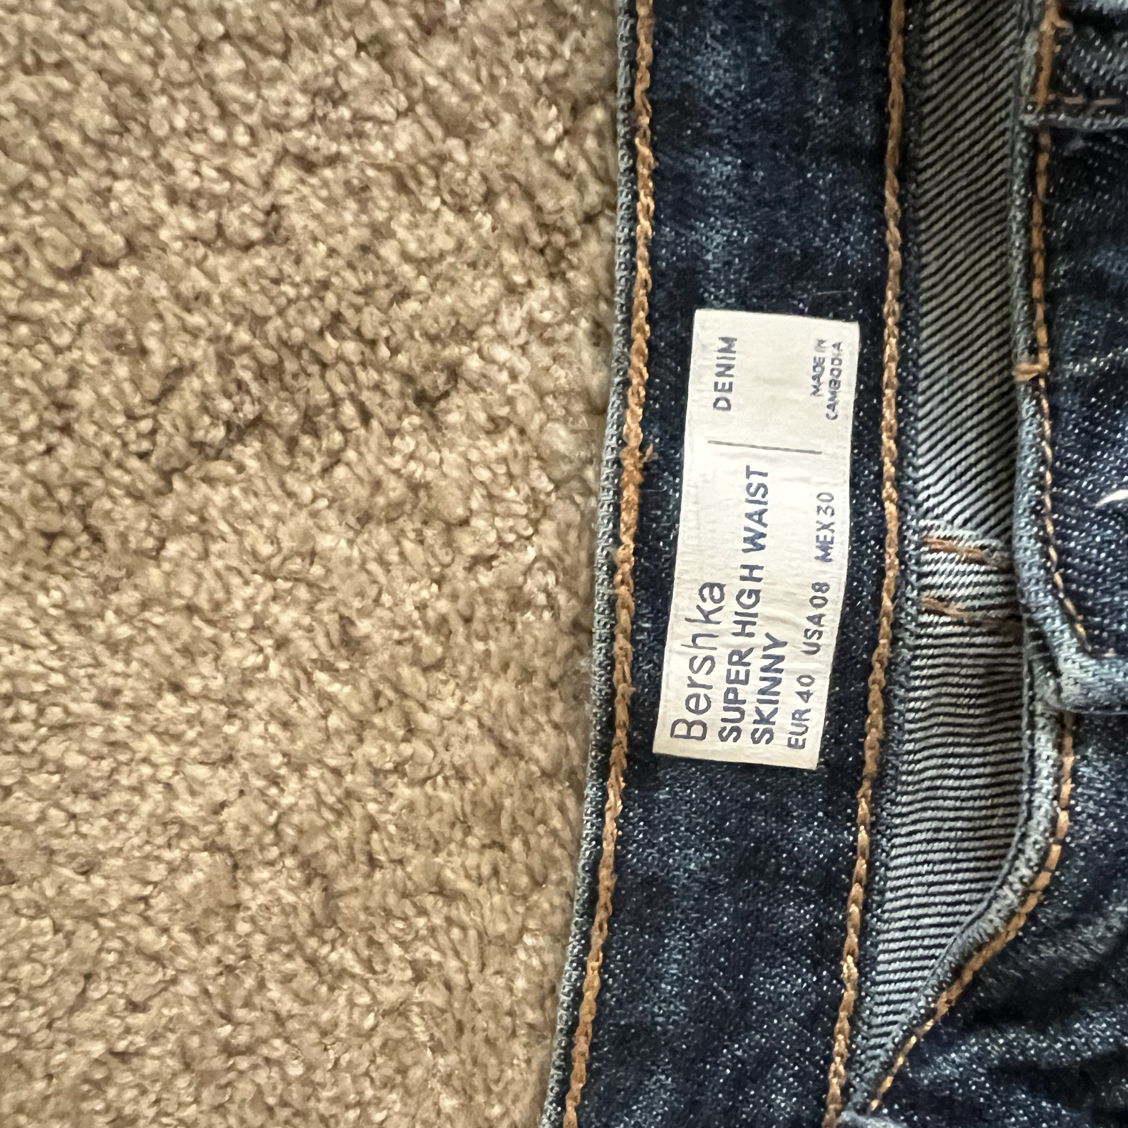 Bershka
SUPER HIGH WAIST
SKINNY
EUR 40 USA 08 MEX 30
DENIM
MADE IN
CAMBODIA